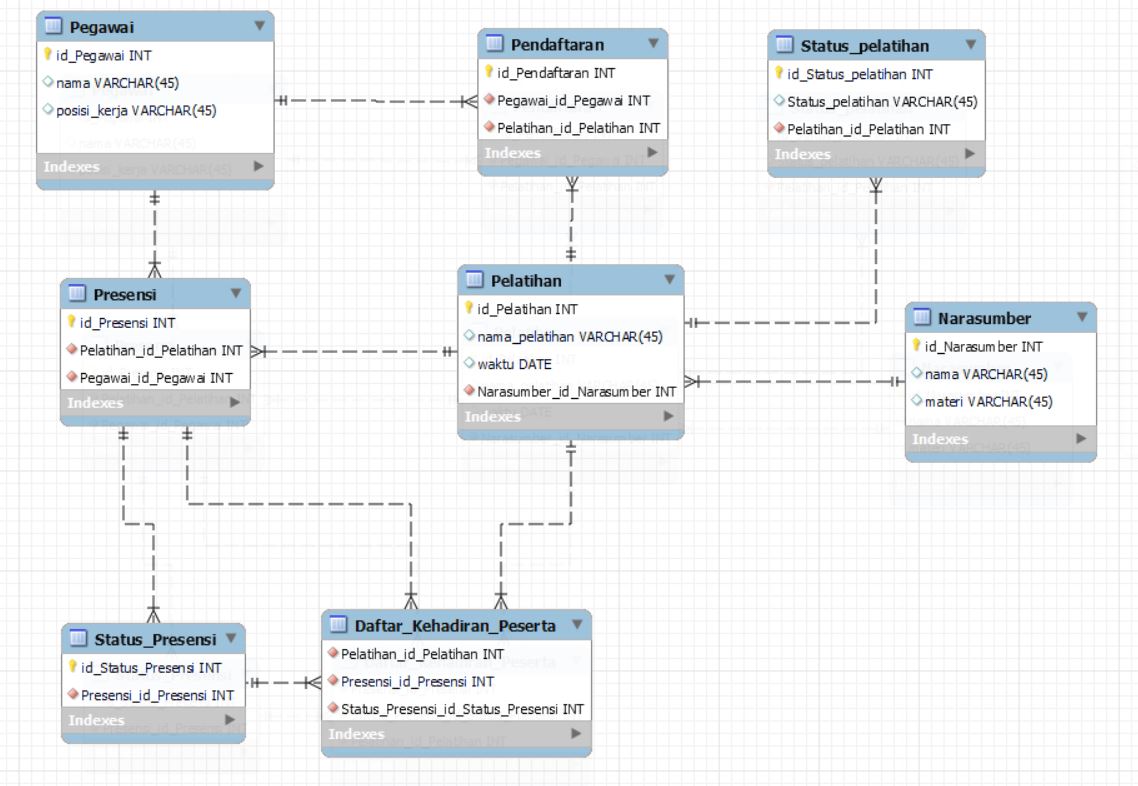 Pegawai
id_Pegawai INT
nama VARCHAR(45)
posisi_kerja VARCHAR(45)
Indexes
Pendaftaran
id_Pendaftaran INT
Pegawai_id_Pegawai INT
Pelatihan_id_Pelatihan INT
Indexes
Status_pelatihan
id_Status_pelatihan INT
Status_pelatihan VARCHAR(45)
Pelatihan_id_Pelatihan INT
Indexes
Presensi
id_Presensi INT
Pelatihan_id_Pelatihan INT
Pegawai_id_Pegawai INT
Indexes
Pelatihan
id_Pelatihan INT
nama_pelatihan VARCHAR(45)
waktu DATE
Narasumber_id_Narasumber INT
Indexes
Narasumber
id_Narasumber INT
nama VARCHAR(45)
materi VARCHAR(45)
Indexes
Status_Presensi
id_Status_Presensi INT
Presensi_id_Presensi INT
Indexes
Daftar_Kehadiran_Peserta
Pelatihan_id_Pelatihan INT
Presensi_id_Presensi INT
Status_Presensi_id_Status_Presensi INT
Indexes